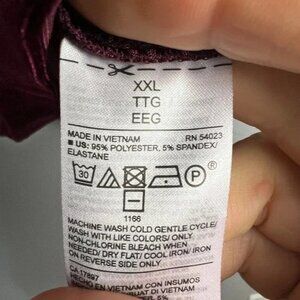 XXL
TTG
EEG
MADE IN VIETNAM RN 54023
■ US: 95% POLYESTER, 5% SPANDEX/
ELASTANE
30 P
1166
MACHINE WASH COLD GENTLE CYCLE/
WASH WITH LIKE COLORS/ ONLY
NON-CHLORINE BLEACH WHEN
NEEDED/ DRY FLAT/ COOL IRON/ IRON
ON REVERSE SIDE ONLY
CA 17897
HECHO EN VIETNAM CON INSUMOS